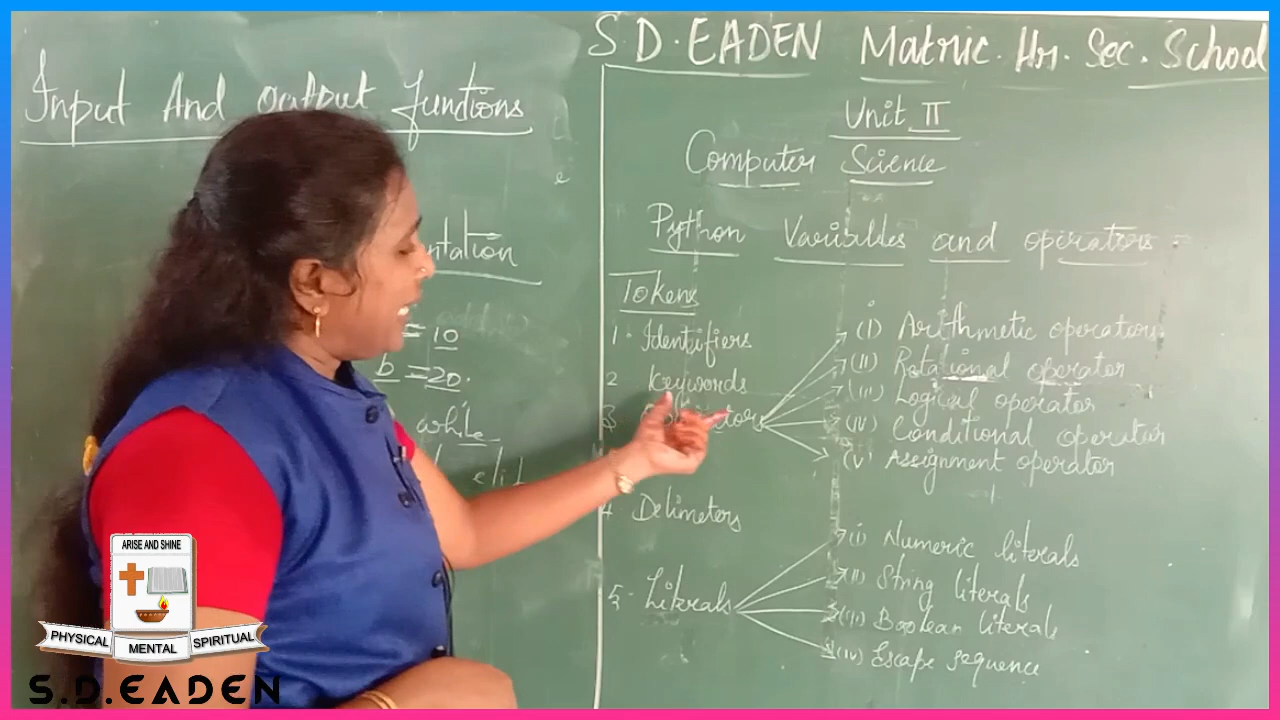 Input And Output functions
ntation
= 10
b = 20.
while
S.D.EADEN Matric. Hr. Sec. School
Unit II
Computer Science
Python Variables and operators
Tokens
1. Identifiers
2 Keywords
3
4 Delimeters
5. Literals
(I) Arithmetic operators
(II) Rotational operator
(III) Logical operator
(IV) Conditional operator
(V) Assignment operator
(i) Numeric literals
(II) String literals
(III) Boolean literals
(IV) Escape sequence
ARISE AND SHINE
PHYSICAL MENTAL SPIRITUAL
S.D.EADEN